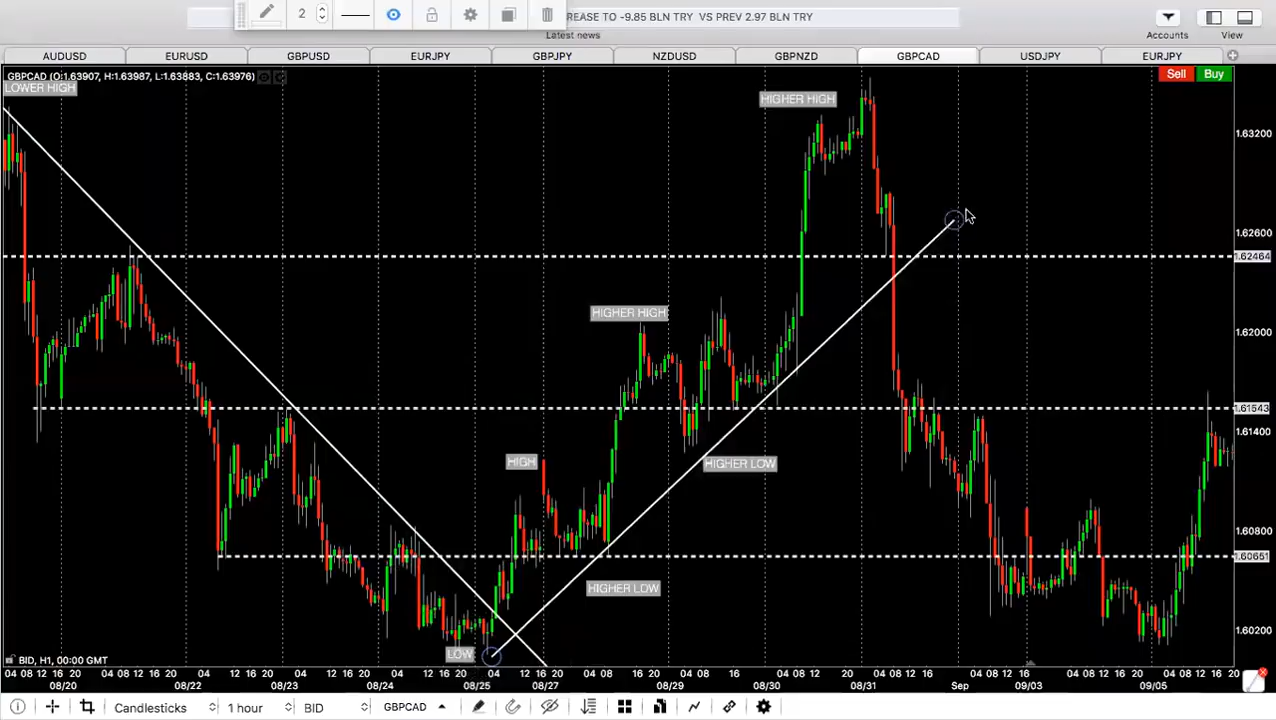 2
REASE TO -9.85 BLN TRY VS PREV 2.97 BLN TRY
Latest news
Accounts
View
AUDUSD EURUSD GBPUSD EURJPY GBPJPY NZDUSD GBPNZD GBPCAD USDJPY EURJPY
GBPCAD (O:1.63907, H:1.63987, L:1.63883, C:1.63976)
Sell Buy
LOWER HIGH
HIGHER HIGH
1.63200
1.62600
1.62464
HIGHER HIGH
1.62000
1.61543
1.61400
HIGH
HIGHER LOW
1.60800
1.60651
HIGHER LOW
1.60200
LOW
BID, H1, 00:00 GMT
04 08 12 16 20 04 12 20 04 08 12 16 20 04 08 12 16 20 04 12 16 20 04 08 16 20 04 16 04 08 12 20 04 08 12 16 04 08 12 16 20 04 08 12 16 20 04 08 12 16 20
08/20 08/22 08/23 08/24 08/25 08/27 08/29 08/30 08/31 Sep 09/03 09/05
Candlesticks 1 hour BID GBPCAD